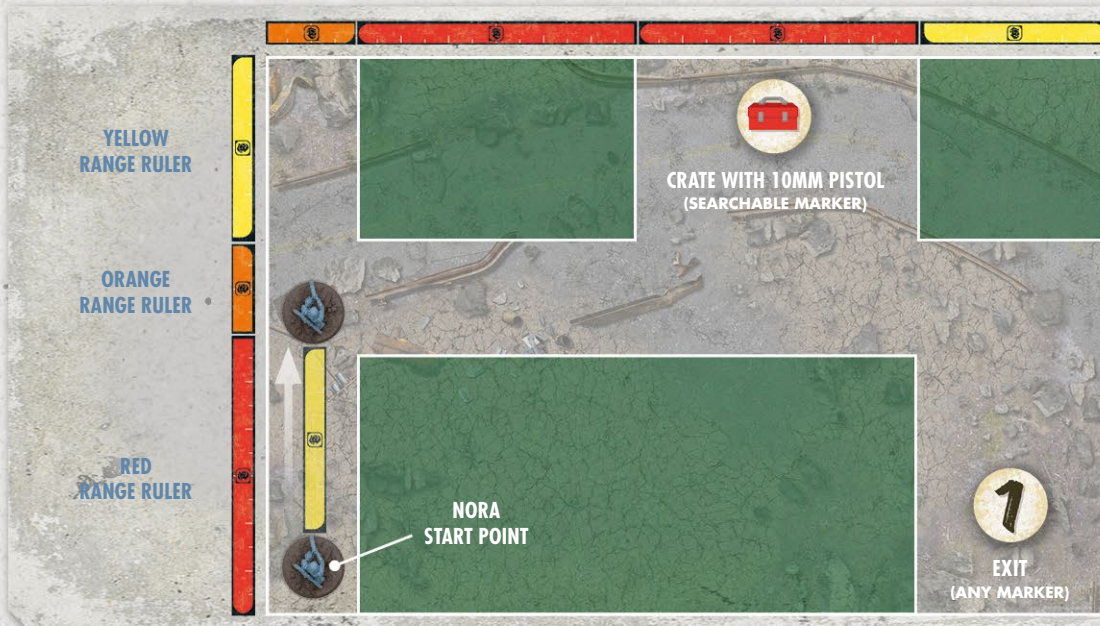 YELLOW
RANGE RULER
CRATE WITH 10MM PISTOL
(SEARCHABLE MARKER)
ORANGE
RANGE RULER
RED
RANGE RULER
NORA
START POINT
1
EXIT
(ANY MARKER)